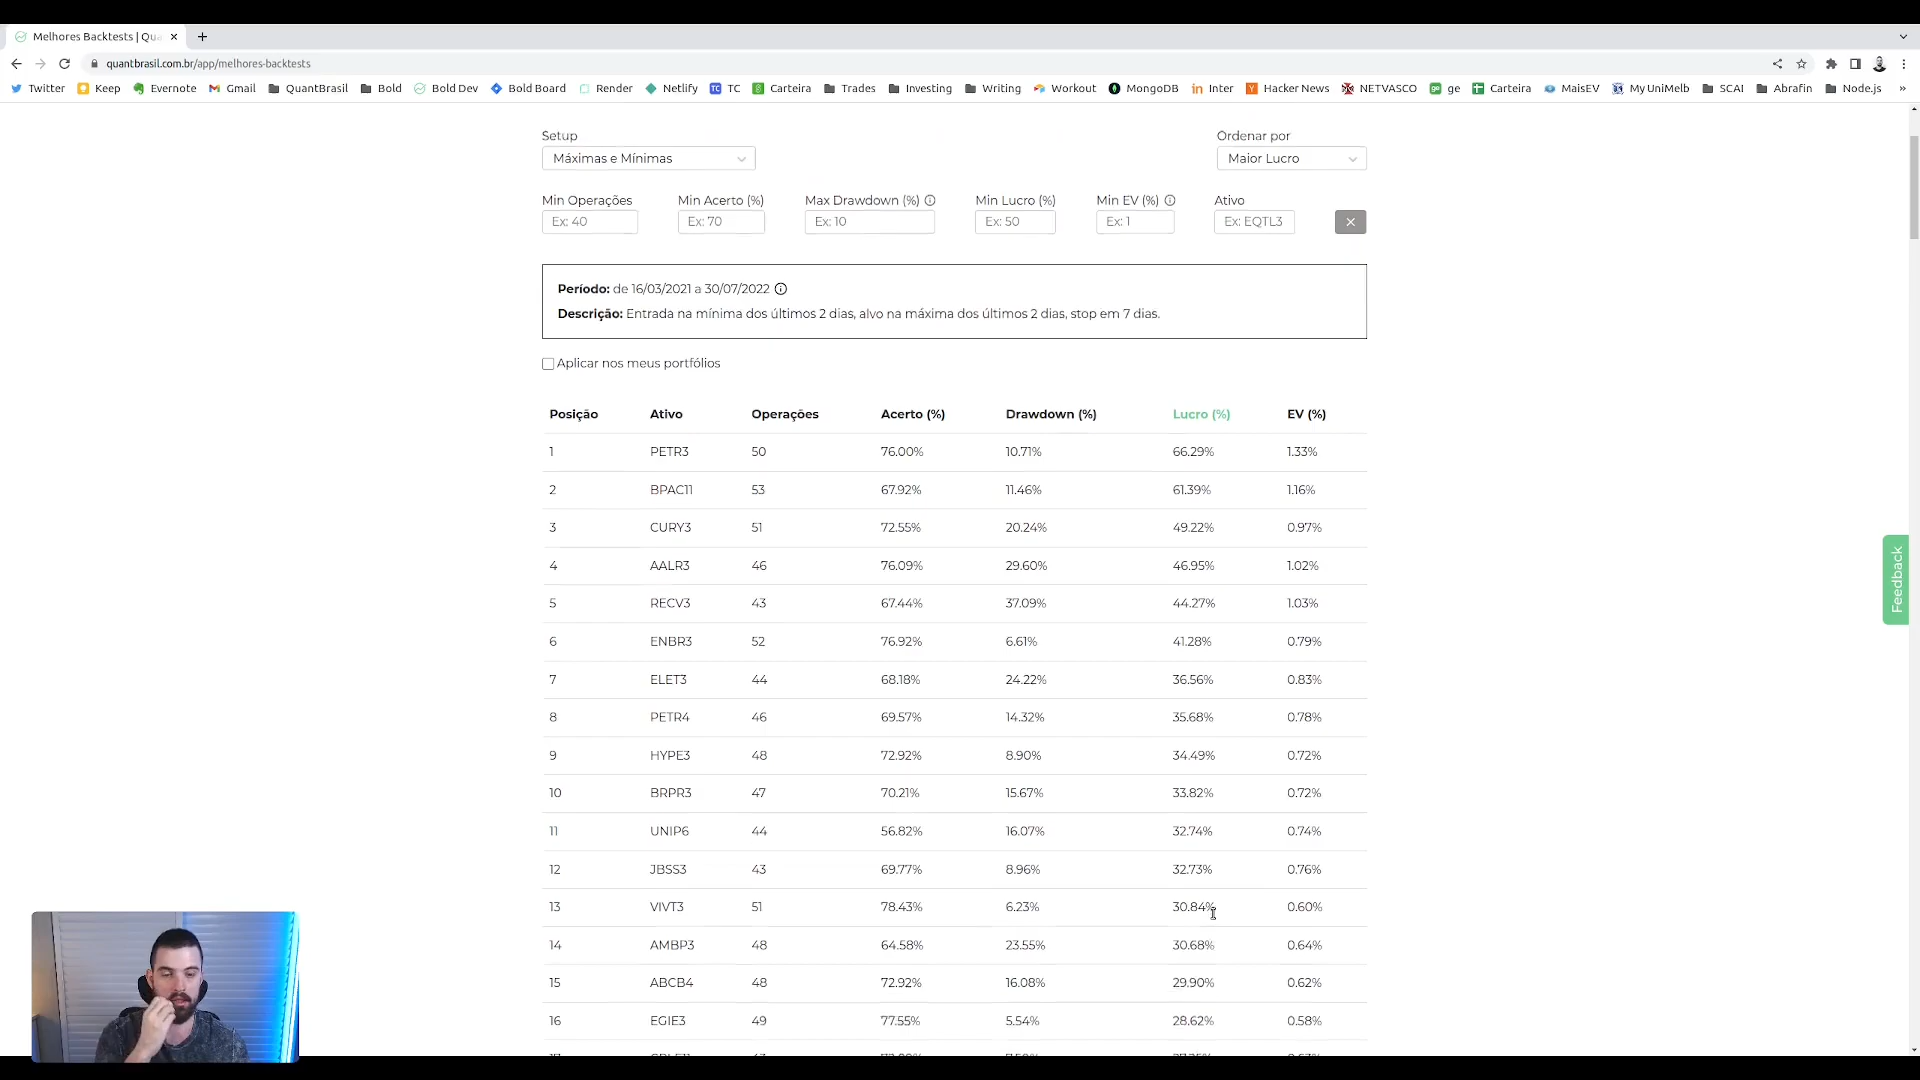 Melhores Backtests | Qu
quantbrasil.com.br/app/melhores-backtests
Twitter Keep Evernote Gmail QuantBrasil Bold Bold Dev Bold Board Render Netlify TC TC Carteira Trades Investing Writing Workout MongoDB in Inter Hacker News NETVASCO ge ge Carteira MaisEV My UniMelb SCAI Abrafin Node.js »
Setup Ordenar por
Máximas e Mínimas Maior Lucro
Min Operações Min Acerto (%) Max Drawdown (%) Min Lucro (%) Min EV (%) Ativo
Ex: 40 Ex: 70 Ex: 10 Ex: 50 Ex: 1 Ex: EQTL3
Período: de 16/03/2021 a 30/07/2022
Descrição: Entrada na mínima dos últimos 2 dias, alvo na máxima dos últimos 2 dias, stop em 7 dias.
Aplicar nos meus portfólios
Posição Ativo Operações Acerto (%) Drawdown (%) Lucro (%) EV (%)
1 PETR3 50 76.00% 10.71% 66.29% 1.33%
2 BPAC11 53 67.92% 11.46% 61.39% 1.16%
3 CURY3 51 72.55% 20.24% 49.22% 0.97%
4 AALR3 46 76.09% 29.60% 46.95% 1.02%
5 RECV3 43 67.44% 37.09% 44.27% 1.03%
6 ENBR3 52 76.92% 6.61% 41.28% 0.79%
7 ELET3 44 68.18% 24.22% 36.56% 0.83%
8 PETR4 46 69.57% 14.32% 35.68% 0.78%
9 HYPE3 48 72.92% 8.90% 34.49% 0.72%
10 BRPR3 47 70.21% 15.67% 33.82% 0.72%
11 UNIP6 44 56.82% 16.07% 32.74% 0.74%
12 JBSS3 43 69.77% 8.96% 32.73% 0.76%
13 VIVT3 51 78.43% 6.23% 30.84% 0.60%
14 AMBP3 48 64.58% 23.55% 30.68% 0.64%
15 ABCB4 48 72.92% 16.08% 29.90% 0.62%
16 EGIE3 49 77.55% 5.54% 28.62% 0.58%
Feedback